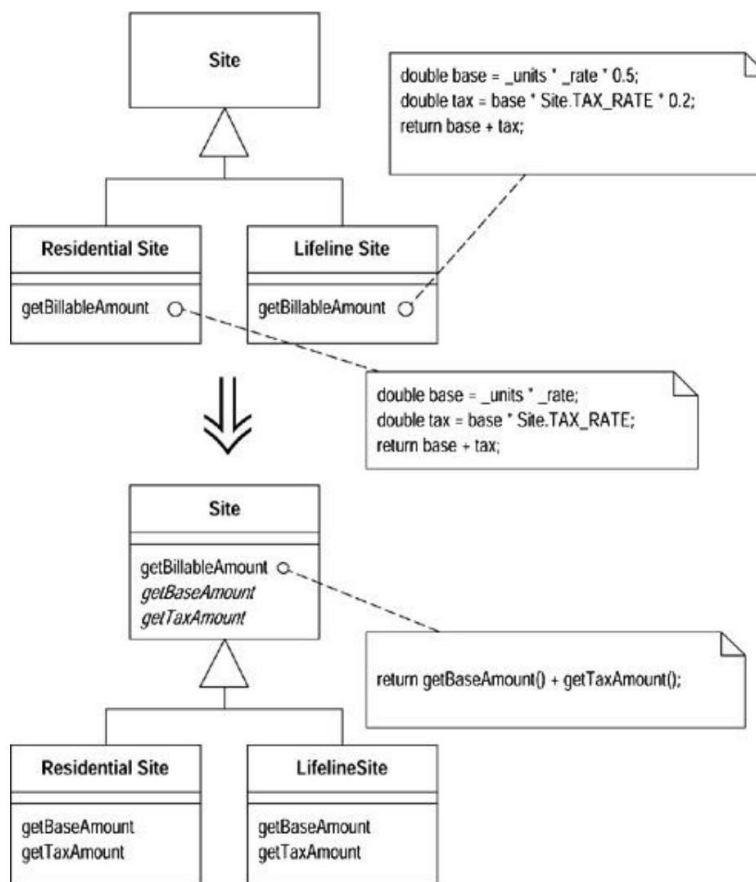 Site
double base = _units * _rate * 0.5;
double tax = base * Site.TAX_RATE * 0.2;
return base + tax;
Residential Site
Lifeline Site
getBillableAmount
getBillableAmount
double base = _units * _rate;
double tax = base * Site.TAX_RATE;
return base + tax;
Site
getBillableAmount
getBaseAmount
getTaxAmount
return getBaseAmount() + getTaxAmount();
Residential Site
LifelineSite
getBaseAmount
getTaxAmount
getBaseAmount
getTaxAmount